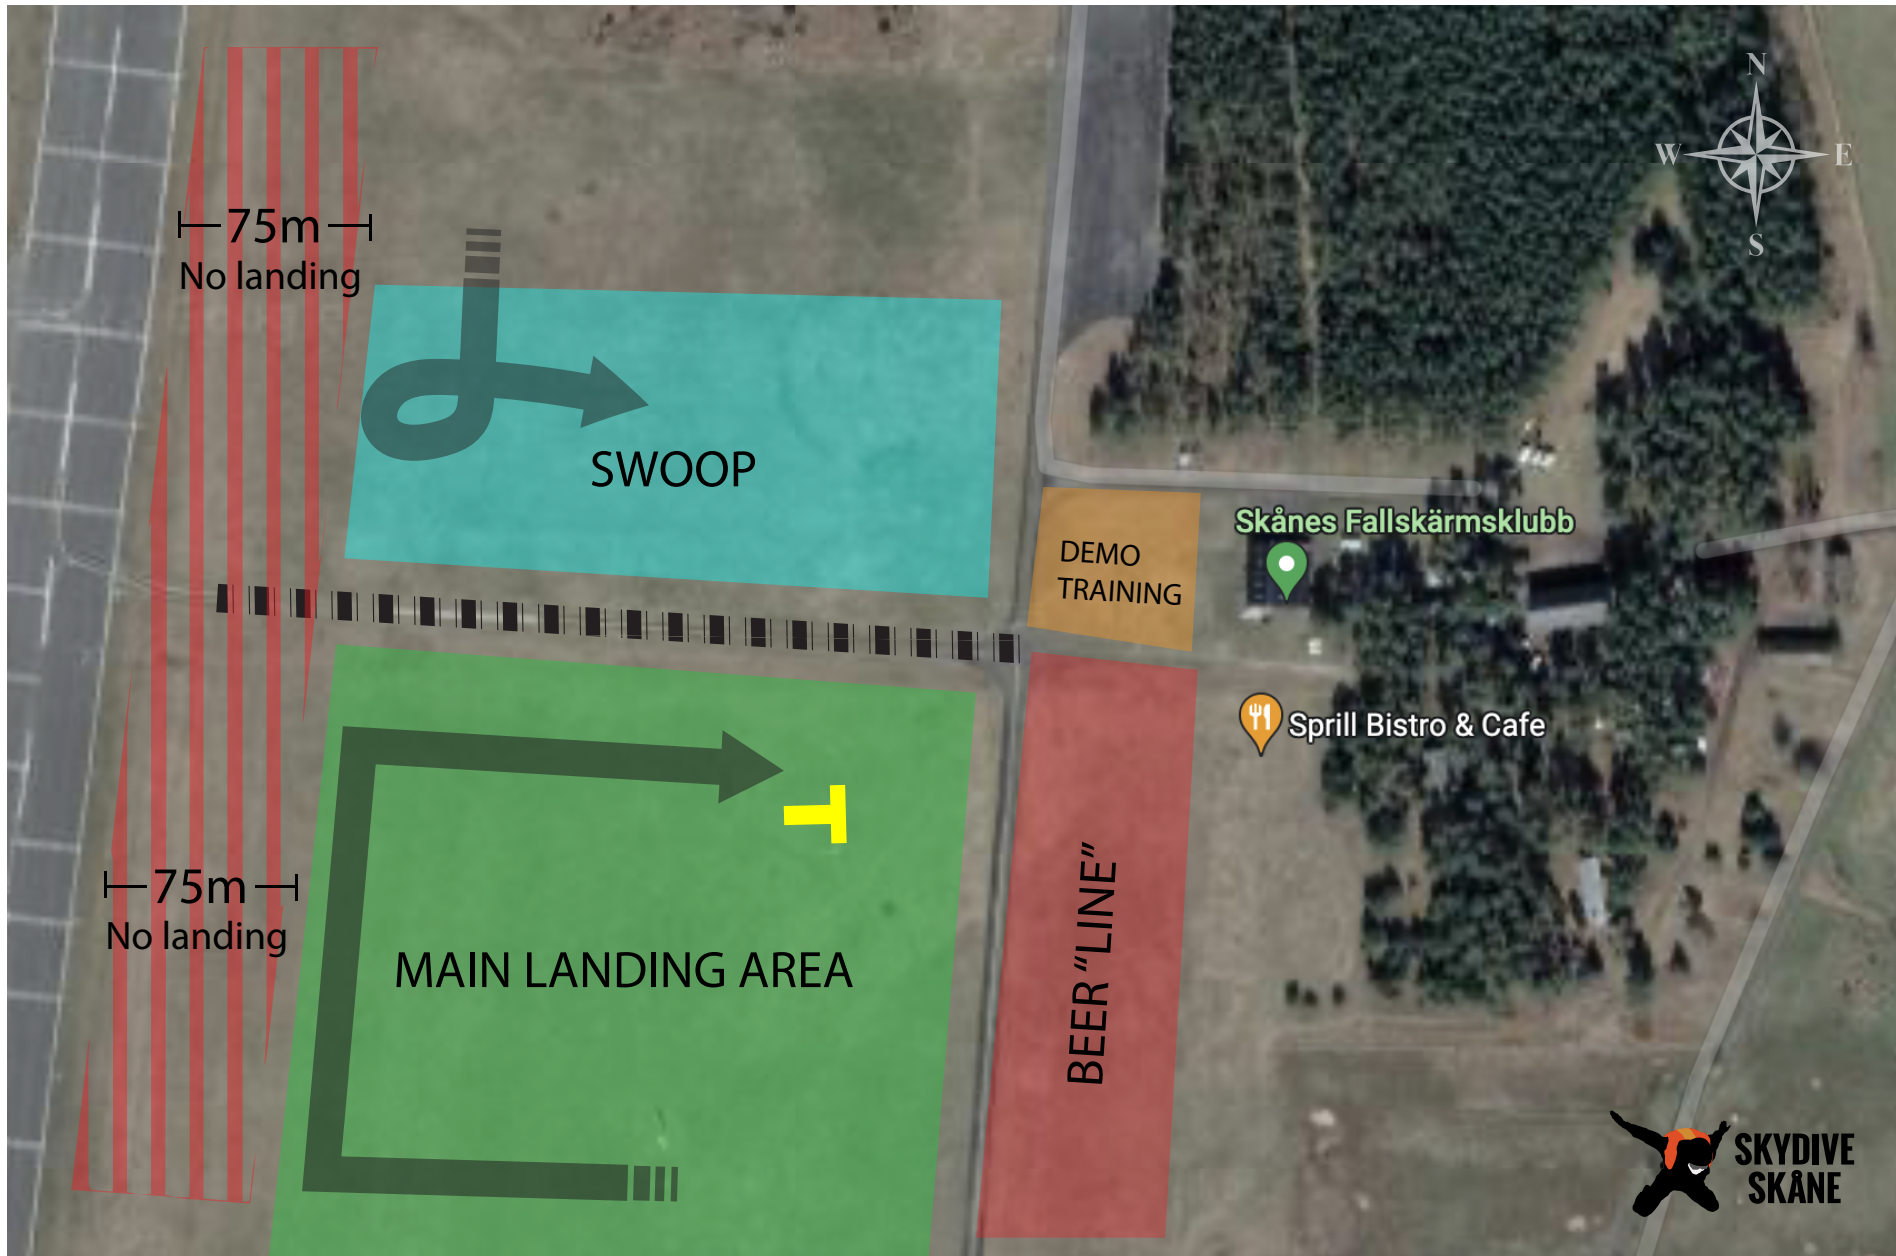 N
W E
S
75m
No landing
SWOOP
DEMO
TRAINING
Skånes Fallskärmsklubb
Sprill Bistro & Cafe
75m
No landing
MAIN LANDING AREA
BEER “LINE”
T
SKYDIVE
SKÅNE